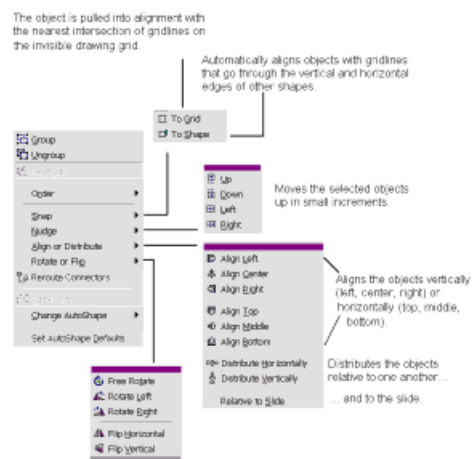 The object is pulled into alignment with
the nearest intersection of gridlines on
the invisible drawing grid.
Automatically aligns objects with gridlines
that go through the vertical and horizontal
edges of other shapes.
To Grid
To Shape
Group
Ungroup
Order
Snap
Nudge
Align or Distribute
Rotate or Flip
Reroute Connectors
Change AutoShape
Set AutoShape Defaults
Up
Down
Left
Right
Moves the selected objects
up in small increments.
Align Left
Align Center
Align Right
Align Top
Align Middle
Align Bottom
Distribute Horizontally
Distribute Vertically
Relative to Slide
Aligns the objects vertically
(left, center, right) or
horizontally (top, middle,
bottom).
Distributes the objects
relative to one another...
... and to the slide.
Free Rotate
Rotate Left
Rotate Right
Flip Horizontal
Flip Vertical